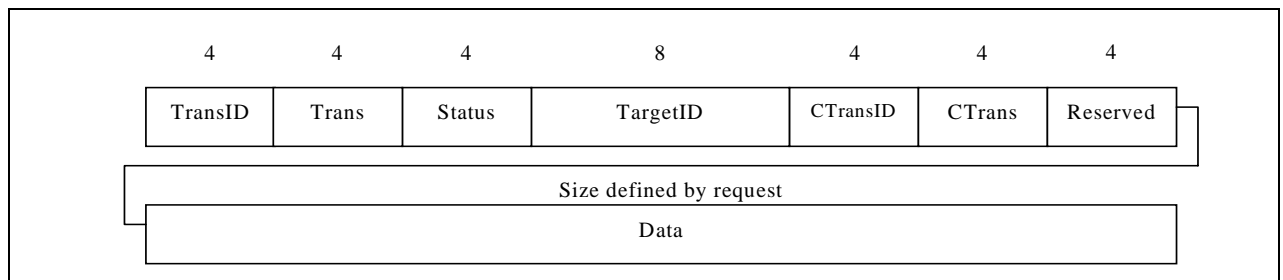 4 4 4 8 4 4 4
TransID Trans Status TargetID CTransID CTrans Reserved
Size defined by request
Data